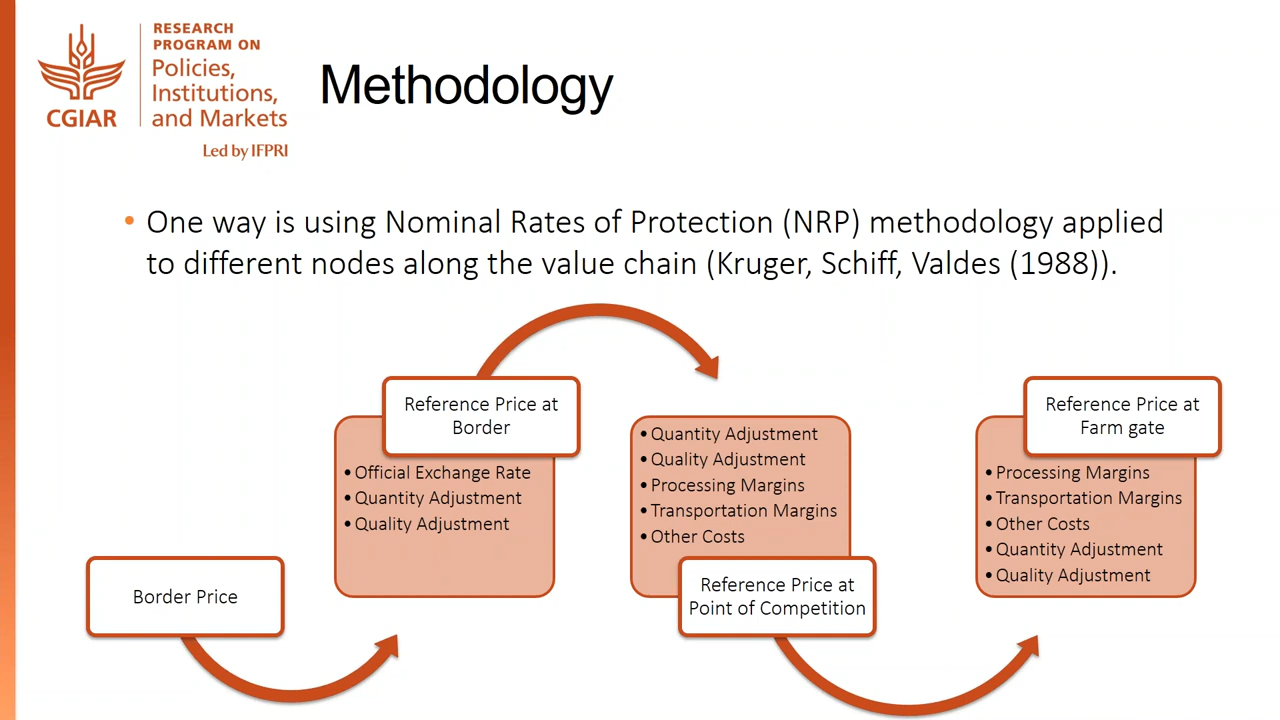 RESEARCH
PROGRAM ON
Policies,
Institutions,
and Markets
CGIAR
Led by IFPRI
Methodology
• One way is using Nominal Rates of Protection (NRP) methodology applied
to different nodes along the value chain (Kruger, Schiff, Valdes (1988)).
Border Price
Reference Price at
Border
• Official Exchange Rate
• Quantity Adjustment
• Quality Adjustment
• Quantity Adjustment
• Quality Adjustment
• Processing Margins
• Transportation Margins
• Other Costs
Reference Price at
Point of Competition
Reference Price at
Farm gate
• Processing Margins
• Transportation Margins
• Other Costs
• Quantity Adjustment
• Quality Adjustment